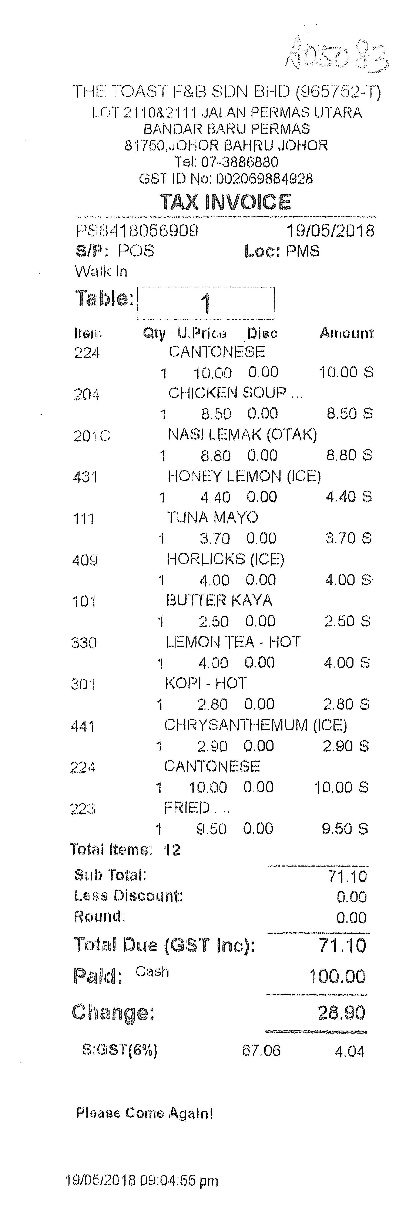 THE TOAST F&B SDN BHD (965752-T)
LOT 2110&2111 JALAN PERMAS UTARA
BANDAR BARU PERMAS
81750,JOHOR BAHRU JOHOR
Tel: 07-3886880
GST ID No: 002069884928
TAX INVOICE
PS8418056909 19/05/2018
S/P: POS Loc: PMS
Walk In
Table: 1
Item Qty U.Price Disc Amount
224 CANTONESE
1 10.00 0.00 10.00 S
204 CHICKEN SOUP ...
1 8.50 0.00 8.50 S
201C NASI LEMAK (OTAK)
1 8.80 0.00 8.80 S
431 HONEY LEMON (ICE)
1 4.40 0.00 4.40 S
111 TUNA MAYO
1 3.70 0.00 3.70 S
409 HORLICKS (ICE)
1 4.00 0.00 4.00 S
101 BUTTER KAYA
1 2.50 0.00 2.50 S
330 LEMON TEA - HOT
1 4.00 0.00 4.00 S
301 KOPI - HOT
1 2.80 0.00 2.80 S
441 CHRYSANTHEMUM (ICE)
1 2.90 0.00 2.90 S
224 CANTONESE
1 10.00 0.00 10.00 S
223 FRIED ...
1 9.50 0.00 9.50 S
Total Items: 12
Sub Total: 71.10
Less Discount: 0.00
Round. 0.00
Total Due (GST Inc): 71.10
Paid: Cash 100.00
Change: 28.90
S:GST(6%) 67.06 4.04
Please Come Again!
19/05/2018 09:04:55 pm